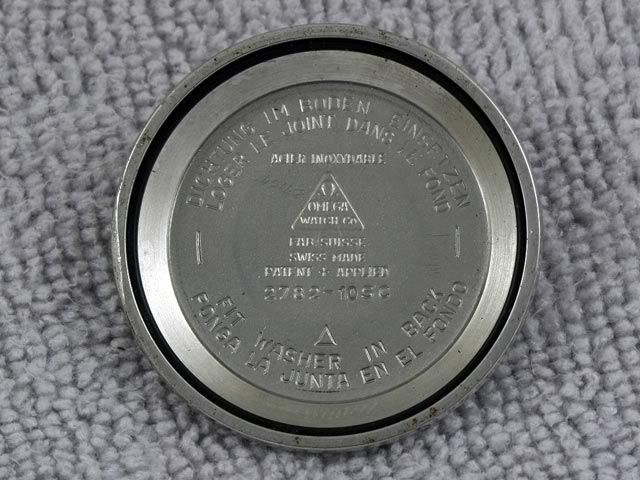 DICHTUNG IM BODEN EINSETZEN
LOGER LE JOINT DANS LE FOND
ACIER INOXYDABLE
Ω
OMEGA
WATCH Co
FAB. SUISSE
SWISS MADE
PATENT S APPLIED
2782-105C
FIT WASHER IN BACK
PONGA LA JUNTA EN EL FONDO